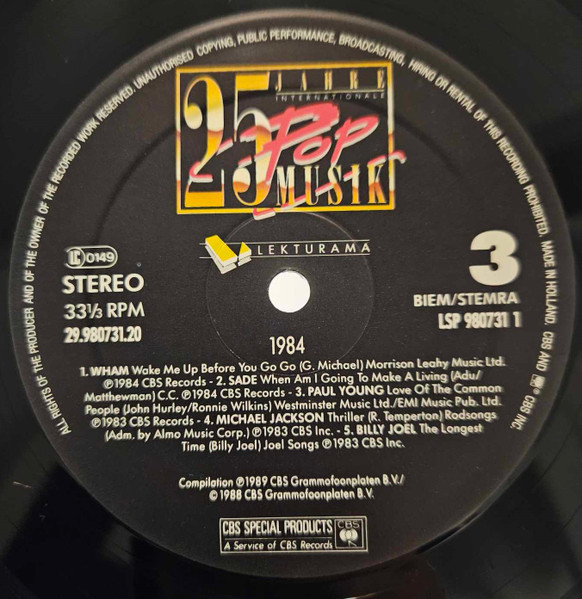 ALL RIGHTS OF THE PRODUCER AND OF THE OWNER OF THE RECORDED WORK RESERVED. UNAUTHORISED COPYING, PUBLIC PERFORMANCE, BROADCASTING, HIRING OR RENTAL OF THIS RECORDING PROHIBITED. MADE IN HOLLAND. CBS AND ® CBS INC.
25 JAHRE
INTERNATIONALE
Pop
MUSIK
LEKTURAMA
LC 0149
STEREO
33⅓ RPM
29.980731.20
3
BIEM/STEMRA
LSP 980731 1
1984
1. WHAM Wake Me Up Before You Go Go (G. Michael) Morrison Leahy Music Ltd.
℗1984 CBS Records - 2. SADE When Am I Going To Make A Living (Adu/
Matthewman) C.C. ℗1984 CBS Records - 3. PAUL YOUNG Love Of The Common
People (John Hurley/Ronnie Wilkins) Westminster Music Ltd./EMI Music Pub. Ltd.
℗1983 CBS Records - 4. MICHAEL JACKSON Thriller (R. Temperton) Rodsongs
(Adm. by Almo Music Corp.) ℗1983 CBS Inc. - 5. BILLY JOEL The Longest
Time (Billy Joel) Joel Songs ℗1983 CBS Inc.
Compilation ℗1989 CBS Grammofoonplaten B.V./
© 1988 CBS Grammofoonplaten B.V.
CBS SPECIAL PRODUCTS
A Service of CBS Records
CBS